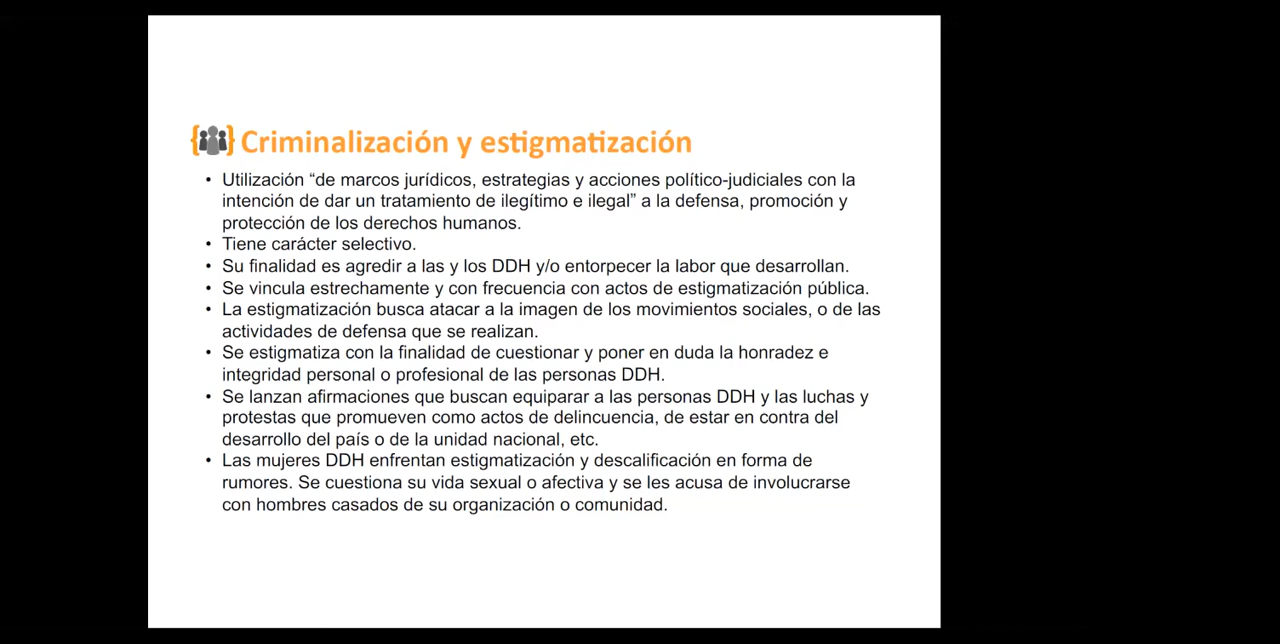 Criminalización y estigmatización
• Utilización “de marcos jurídicos, estrategias y acciones político-judiciales con la
intención de dar un tratamiento de ilegítimo e ilegal” a la defensa, promoción y
protección de los derechos humanos.
• Tiene carácter selectivo.
• Su finalidad es agredir a las y los DDH y/o entorpecer la labor que desarrollan.
• Se vincula estrechamente y con frecuencia con actos de estigmatización pública.
• La estigmatización busca atacar a la imagen de los movimientos sociales, o de las
actividades de defensa que se realizan.
• Se estigmatiza con la finalidad de cuestionar y poner en duda la honradez e
integridad personal o profesional de las personas DDH.
• Se lanzan afirmaciones que buscan equiparar a las personas DDH y las luchas y
protestas que promueven como actos de delincuencia, de estar en contra del
desarrollo del país o de la unidad nacional, etc.
• Las mujeres DDH enfrentan estigmatización y descalificación en forma de
rumores. Se cuestiona su vida sexual o afectiva y se les acusa de involucrarse
con hombres casados de su organización o comunidad.